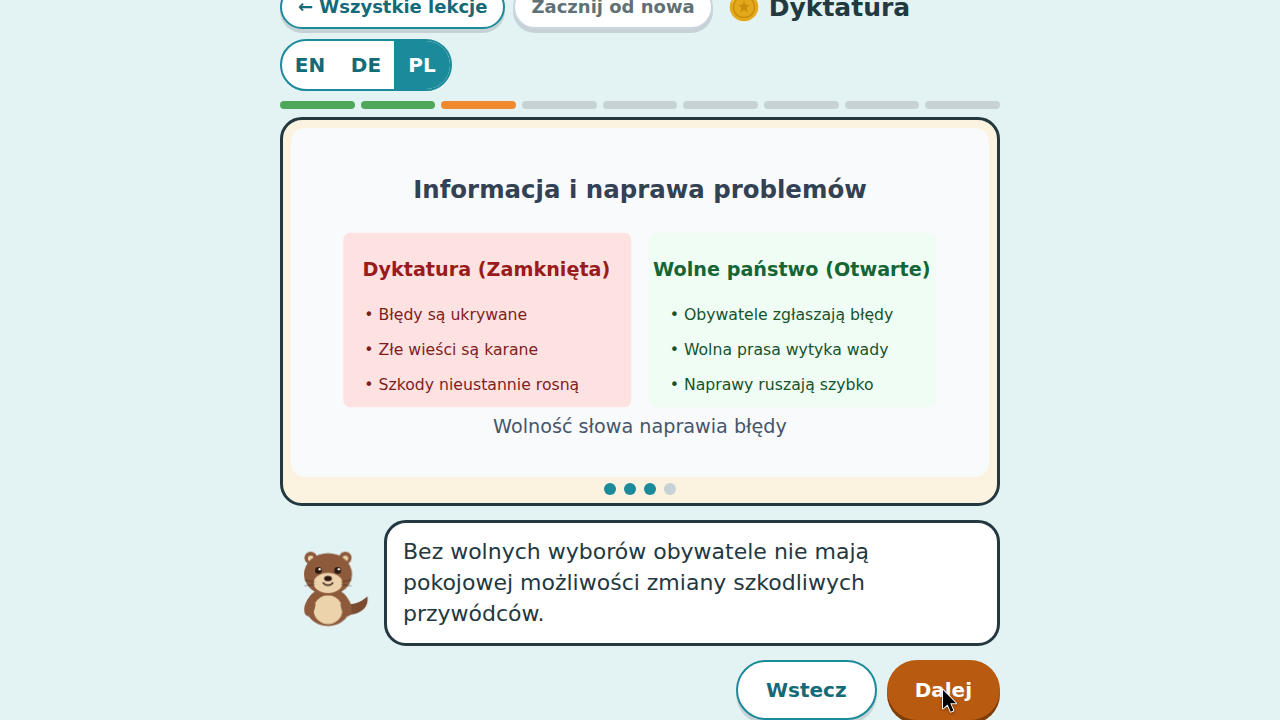 ← Wszystkie lekcje
Zacznij od nowa
Dyktatura
EN DE PL
Informacja i naprawa problemów
Dyktatura (Zamknięta)
• Błędy są ukrywane
• Złe wieści są karane
• Szkody nieustannie rosną
Wolne państwo (Otwarte)
• Obywatele zgłaszają błędy
• Wolna prasa wytyka wady
• Naprawy ruszają szybko
Wolność słowa naprawia błędy
Bez wolnych wyborów obywatele nie mają
pokojowej możliwości zmiany szkodliwych
przywódców.
Wstecz
Dalej